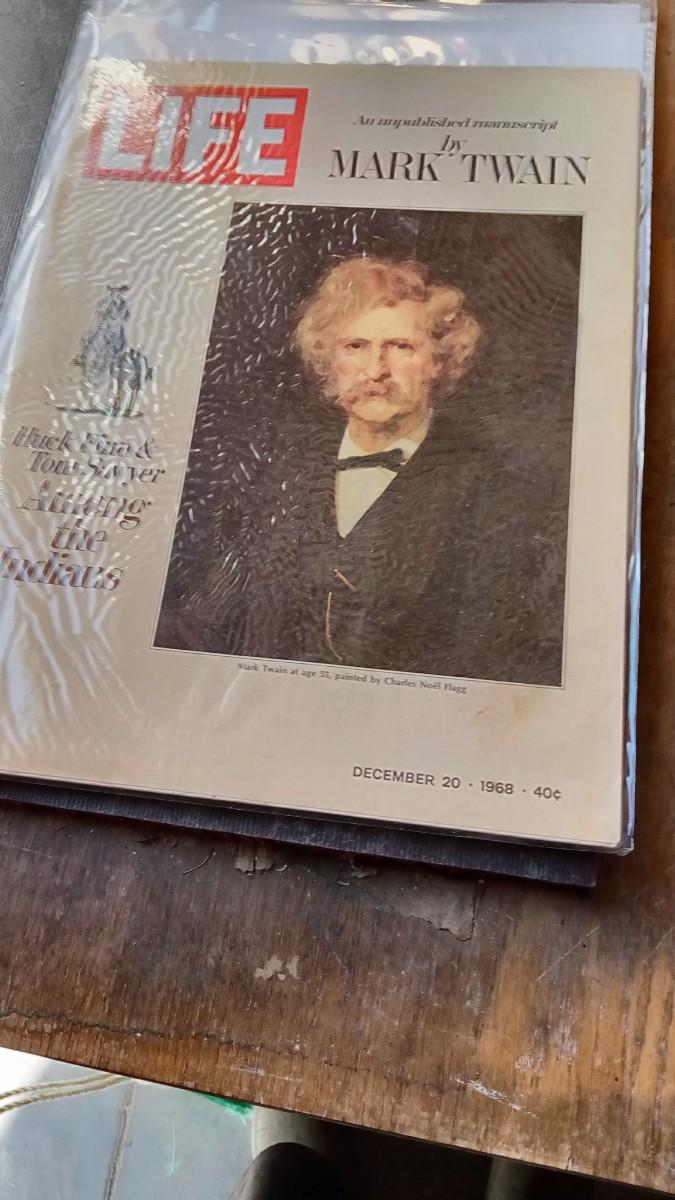 LIFE
An unpublished manuscript
by
MARK TWAIN
Huck Finn &
Tom Sawyer
Among
the
Indians
Mark Twain at age 55, painted by Charles Noël Flagg
DECEMBER 20 · 1968 · 40¢